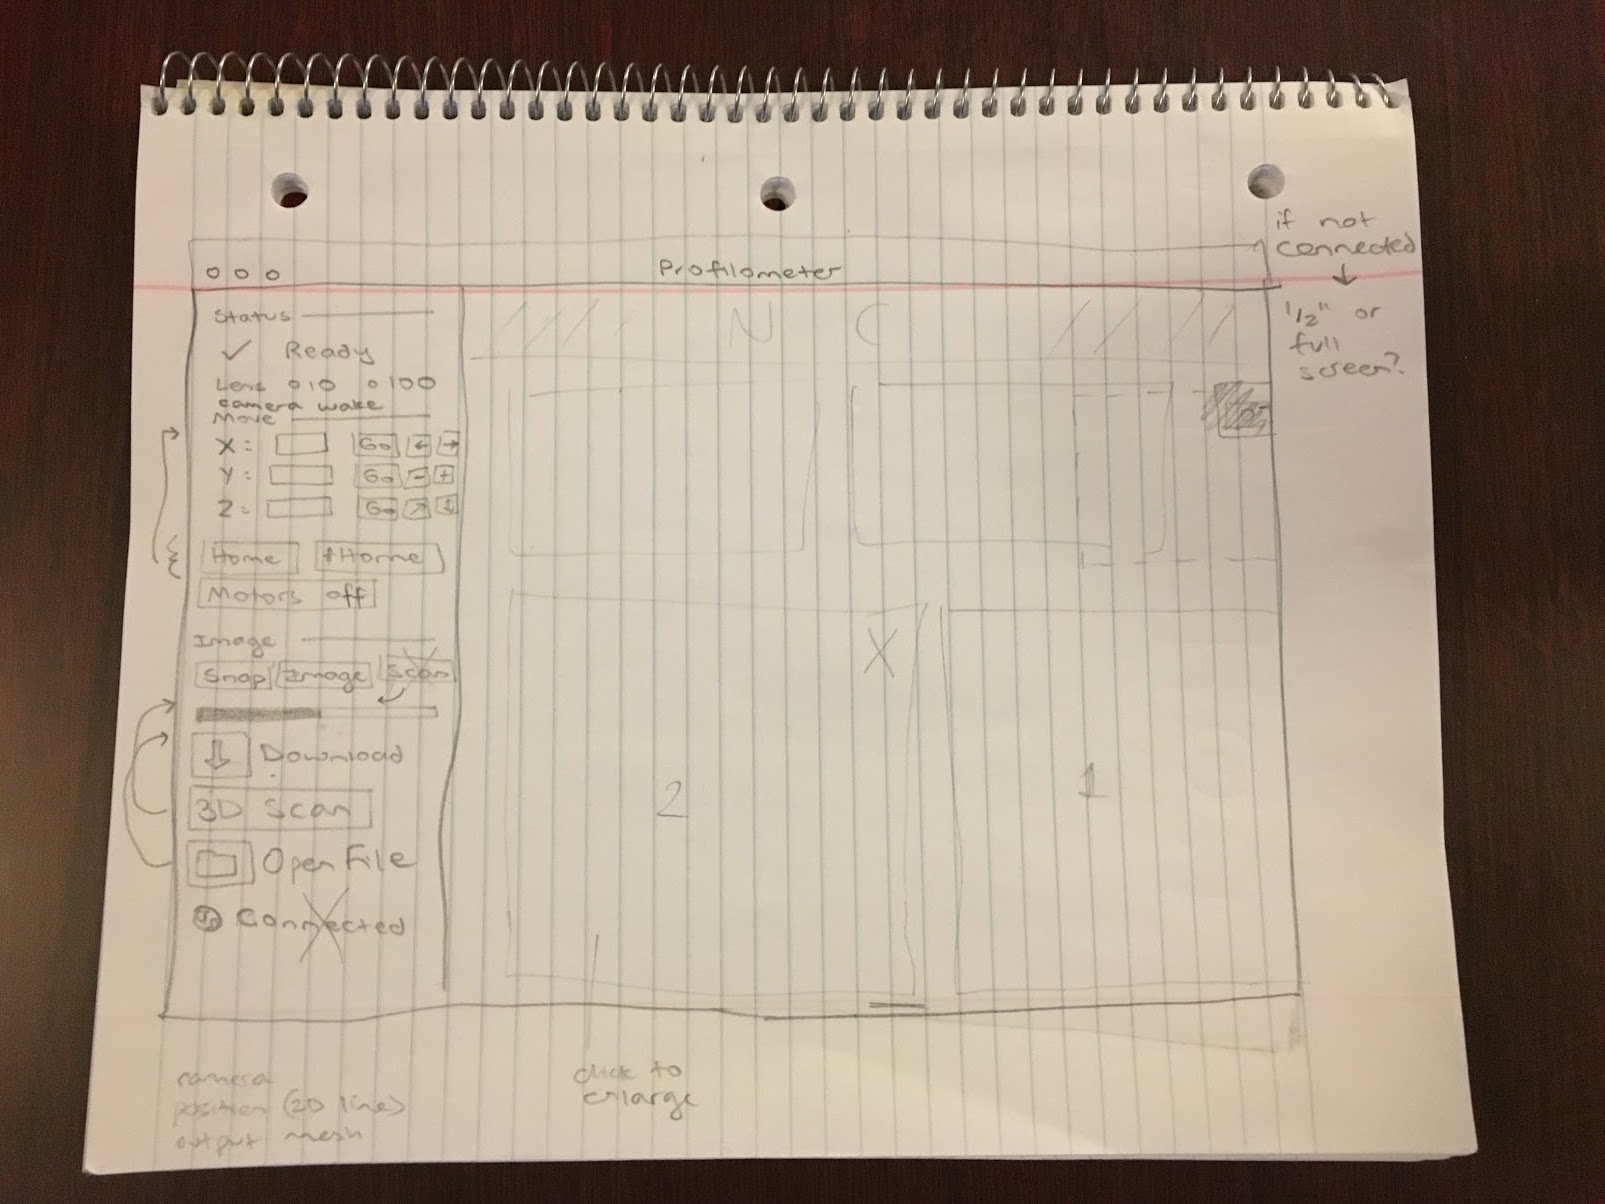 if not
connected
↓
1/2" or
full
screen?
Profilometer
Status
✓ Ready
Lens o 10 o 100
camera wake
Move
X = Go ← →
Y = Go - +
Z = Go ↗ ↓
Home
Motors off
Image
Snap Image Scan
Download
3D Scan
Open File
Connected
N C
X
2
1
camera
position (2D line)
output mesh
click to
enlarge